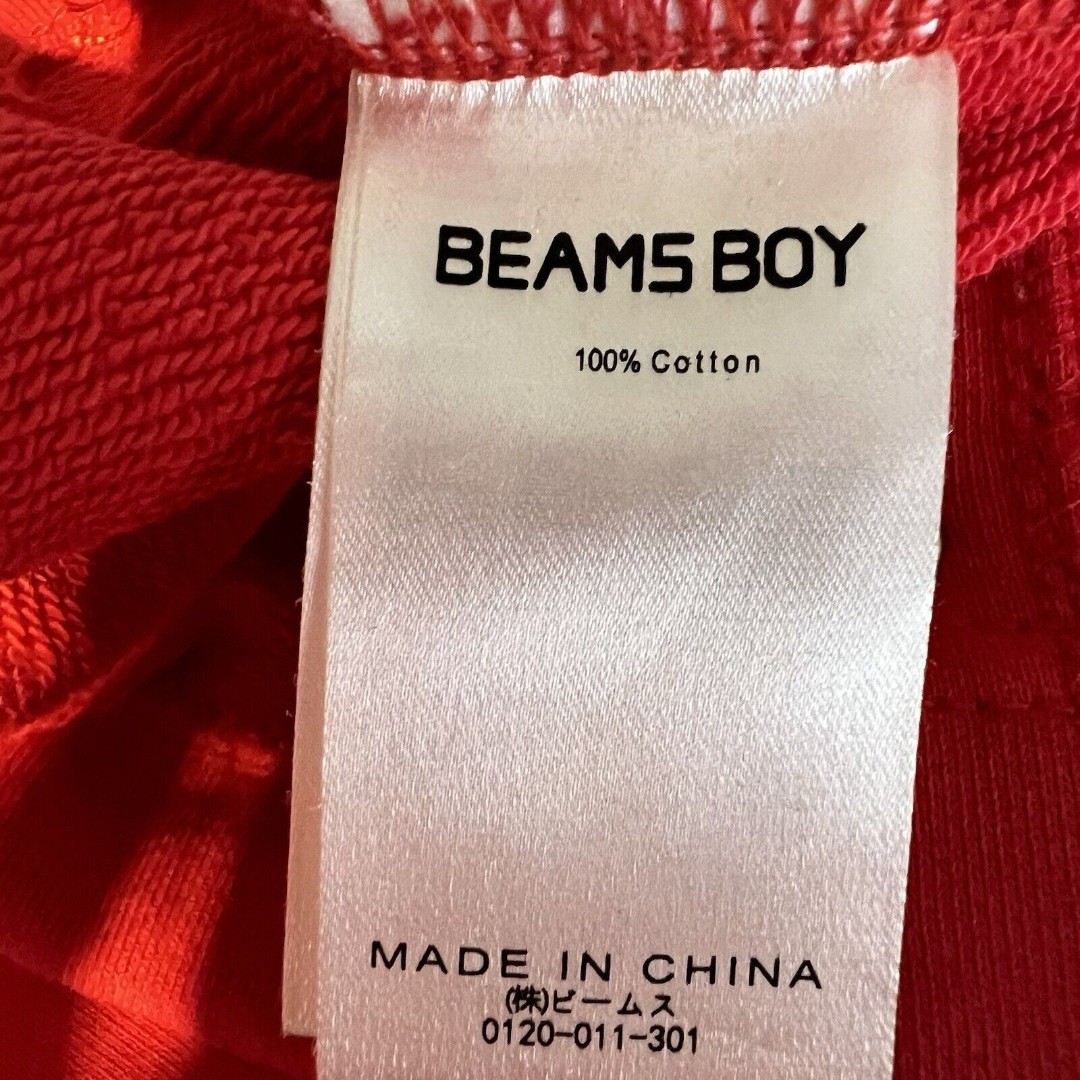 BEAMS BOY
100% Cotton
MADE IN CHINA
(株)ビームス
0120-011-301